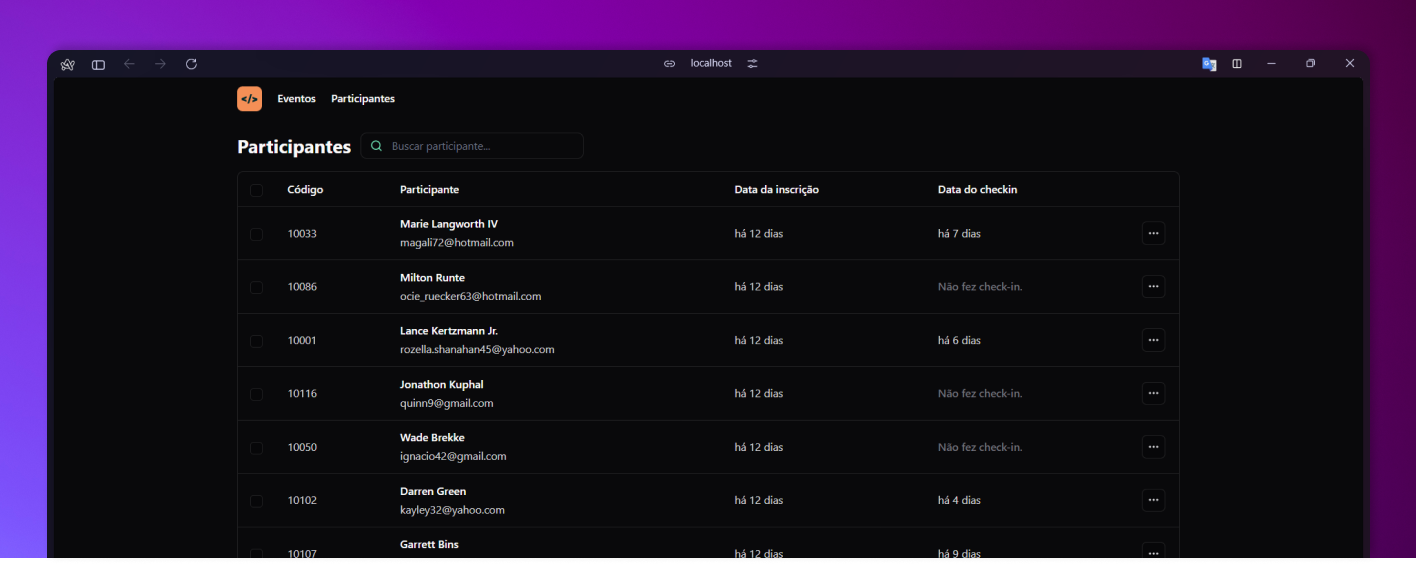 localhost
</> Eventos Participantes
Participantes Buscar participante...
Código Participante Data da inscrição Data do checkin
10033 Marie Langworth IV há 12 dias há 7 dias
magali72@hotmail.com
10086 Milton Runte há 12 dias Não fez check-in.
ocie_ruecker63@hotmail.com
10001 Lance Kertzmann Jr. há 12 dias há 6 dias
rozella.shanahan45@yahoo.com
10116 Jonathon Kuphal há 12 dias Não fez check-in.
quinn9@gmail.com
10050 Wade Brekke há 12 dias Não fez check-in.
ignacio42@gmail.com
10102 Darren Green há 12 dias há 4 dias
kayley32@yahoo.com
Garrett Bins
10107 há 12 dias há 9 dias